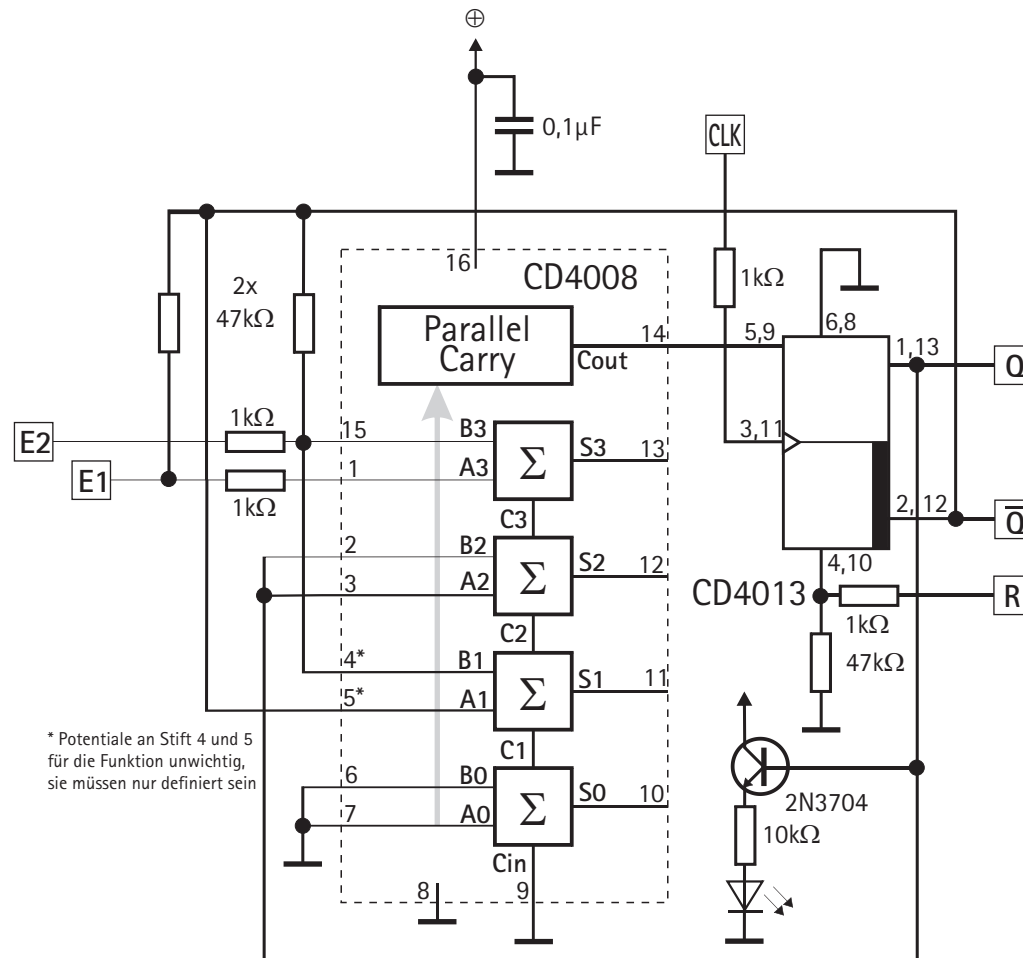 ⊕
0,1µF
CLK
16
CD4008
2x
47kΩ
1kΩ
6,8
Parallel
Carry
14
Cout
5,9
1,13
Q
1kΩ
E2
15
B3
S3
13
3,11
E1
1
A3
Σ
1kΩ
C3
2, 12
Q̅
2
B2
S2
12
4,10
3
A2
Σ
CD4013
R
1kΩ
C2
47kΩ
4*
B1
S1
11
5*
A1
Σ
* Potentiale an Stift 4 und 5
für die Funktion unwichtig,
sie müssen nur definiert sein
C1
6
B0
S0
10
2N3704
7
A0
Σ
10kΩ
Cin
8
9